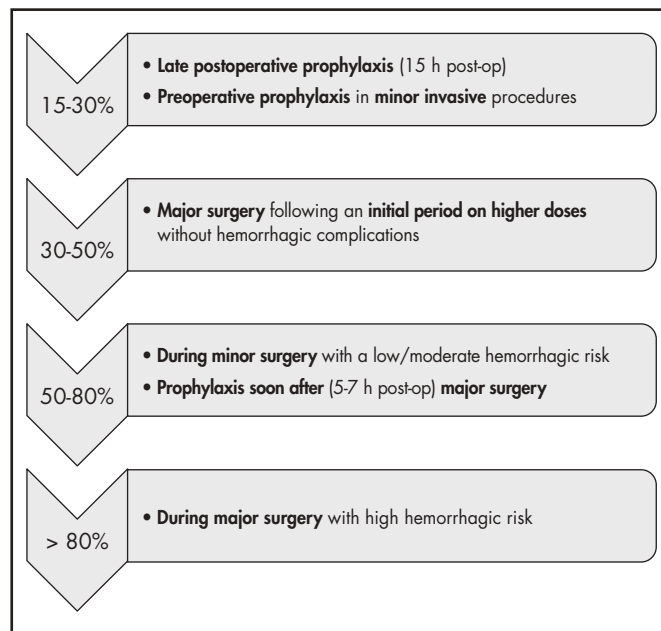 15-30%
• Late postoperative prophylaxis (15 h post-op)
• Preoperative prophylaxis in minor invasive procedures
30-50%
• Major surgery following an initial period on higher doses
without hemorrhagic complications
50-80%
• During minor surgery with a low/moderate hemorrhagic risk
• Prophylaxis soon after (5-7 h post-op) major surgery
> 80%
• During major surgery with high hemorrhagic risk